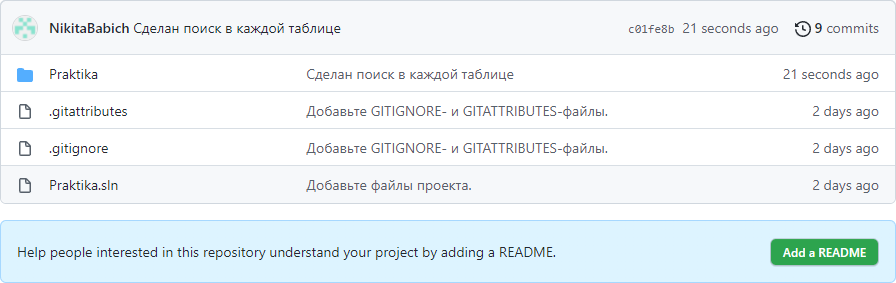 NikitaBabich Сделан поиск в каждой таблице c01fe8b 21 seconds ago 9 commits
Praktika Сделан поиск в каждой таблице 21 seconds ago
.gitattributes Добавьте GITIGNORE- и GITATTRIBUTES-файлы. 2 days ago
.gitignore Добавьте GITIGNORE- и GITATTRIBUTES-файлы. 2 days ago
Praktika.sln Добавьте файлы проекта. 2 days ago
Help people interested in this repository understand your project by adding a README. Add a README